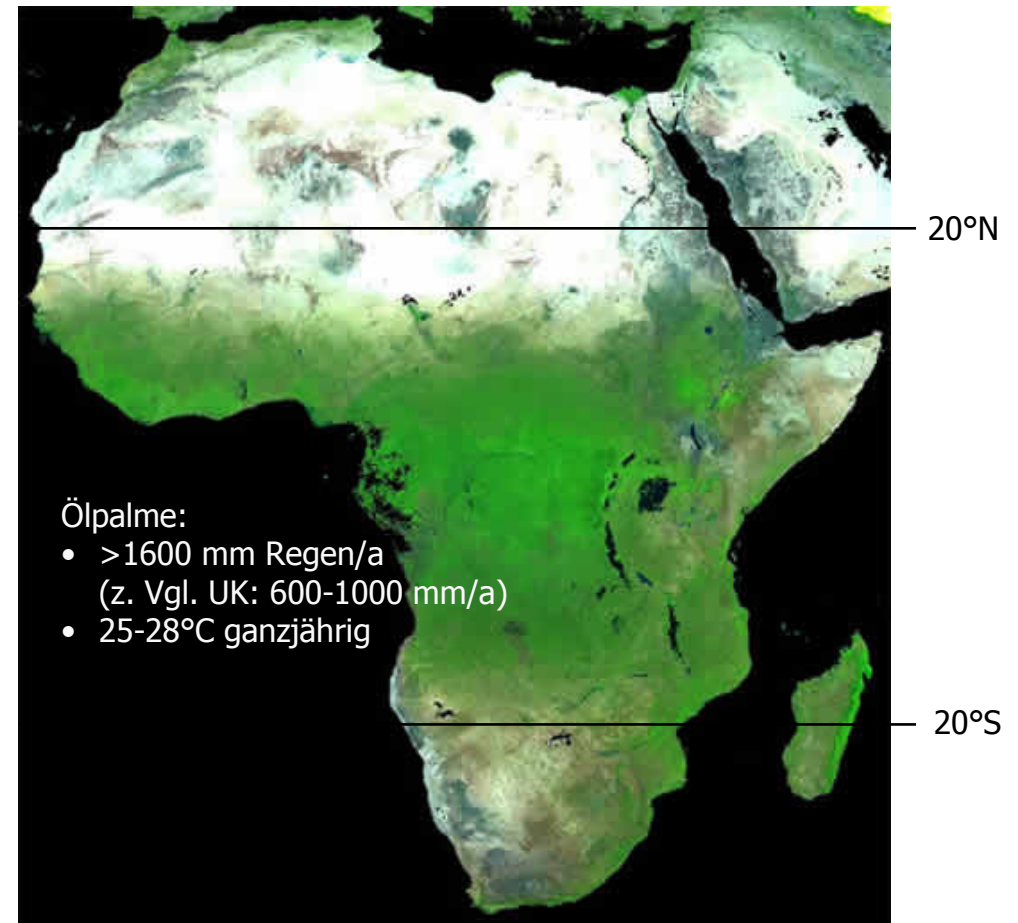 20°N
Ölpalme:
• >1600 mm Regen/a
(z. Vgl. UK: 600-1000 mm/a)
• 25-28°C ganzjährig
20°S